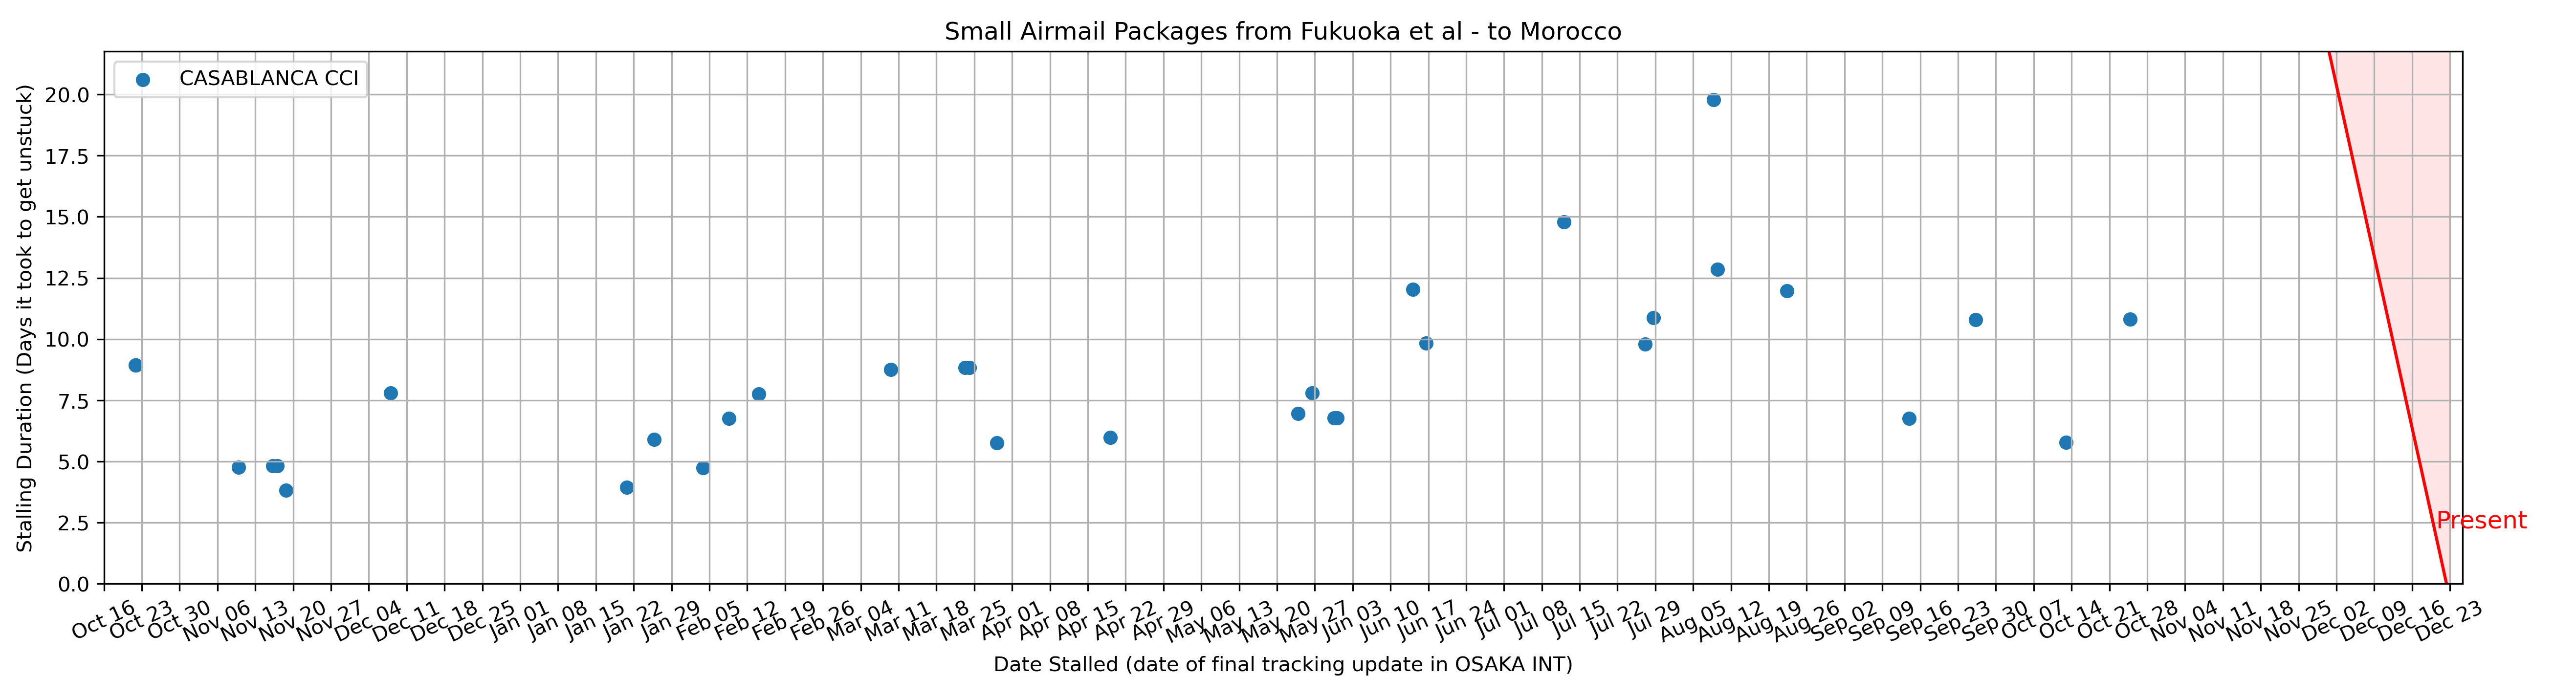 Small Airmail Packages from Fukuoka et al - to Morocco
CASABLANCA CCI
Stalling Duration (Days it took to get unstuck)
20.0
17.5
15.0
12.5
10.0
7.5
5.0
2.5
0.0
Present
Oct 16
Oct 23
Oct 30
Nov 06
Nov 13
Nov 20
Nov 27
Dec 04
Dec 11
Dec 18
Dec 25
Jan 01
Jan 08
Jan 15
Jan 22
Jan 29
Feb 05
Feb 12
Feb 19
Feb 26
Mar 04
Mar 11
Mar 18
Mar 25
Apr 01
Apr 08
Apr 15
Apr 22
Apr 29
May 06
May 13
May 20
May 27
Jun 03
Jun 10
Jun 17
Jun 24
Jul 01
Jul 08
Jul 15
Jul 22
Jul 29
Aug 05
Aug 12
Aug 19
Aug 26
Sep 02
Sep 09
Sep 16
Sep 23
Sep 30
Oct 07
Oct 14
Oct 21
Oct 28
Nov 04
Nov 11
Nov 18
Nov 25
Dec 02
Dec 09
Dec 16
Dec 23
Date Stalled (date of final tracking update in OSAKA INT)